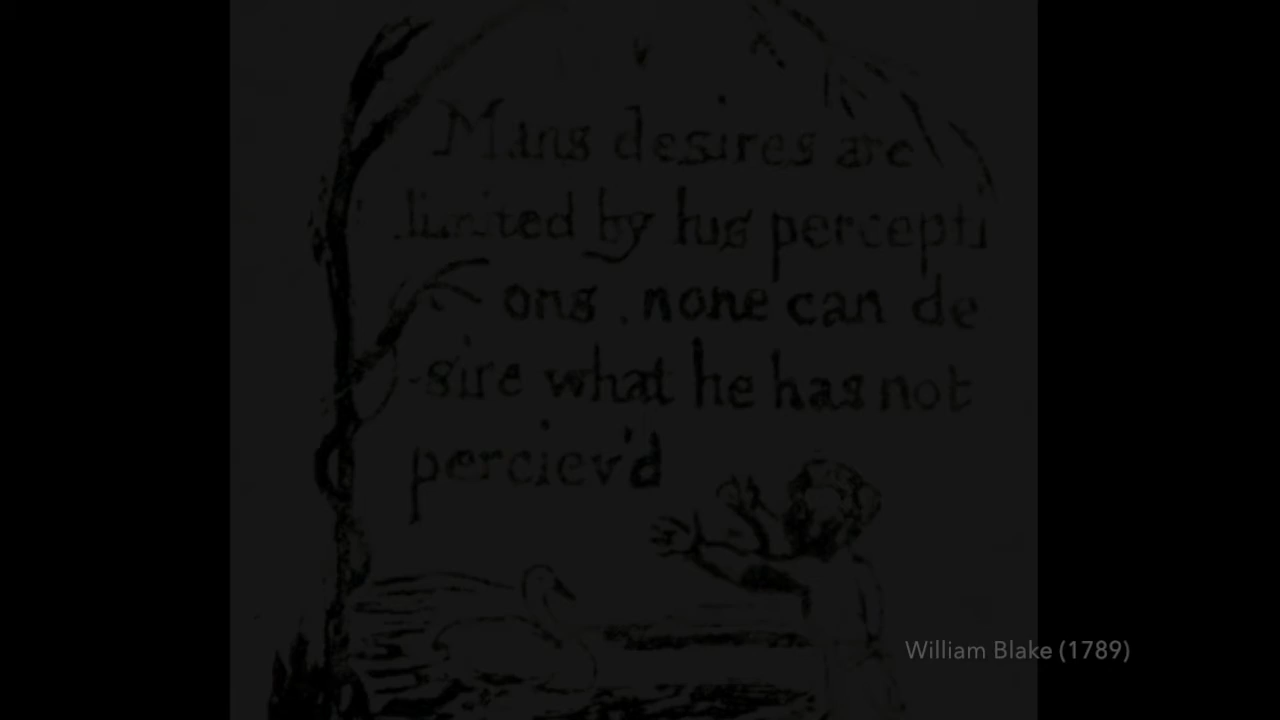 Mans desires are
limited by his percepti
ons . none can de
-sire what he has not
perciev'd
William Blake (1789)